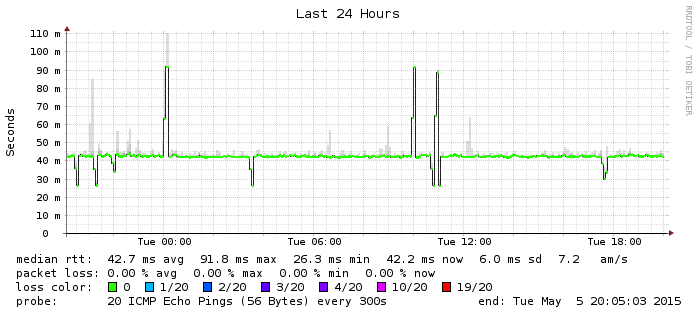 Last 24 Hours
RRDTOOL / TOBI OETIKER
Seconds
110 m
100 m
90 m
80 m
70 m
60 m
50 m
40 m
30 m
20 m
10 m
0
Tue 00:00 Tue 06:00 Tue 12:00 Tue 18:00
median rtt: 42.7 ms avg 91.8 ms max 26.3 ms min 42.2 ms now 6.0 ms sd 7.2 am/s
packet loss: 0.00 % avg 0.00 % max 0.00 % min 0.00 % now
loss color: 0 1/20 2/20 3/20 4/20 10/20 19/20
probe: 20 ICMP Echo Pings (56 Bytes) every 300s end: Tue May 5 20:05:03 2015